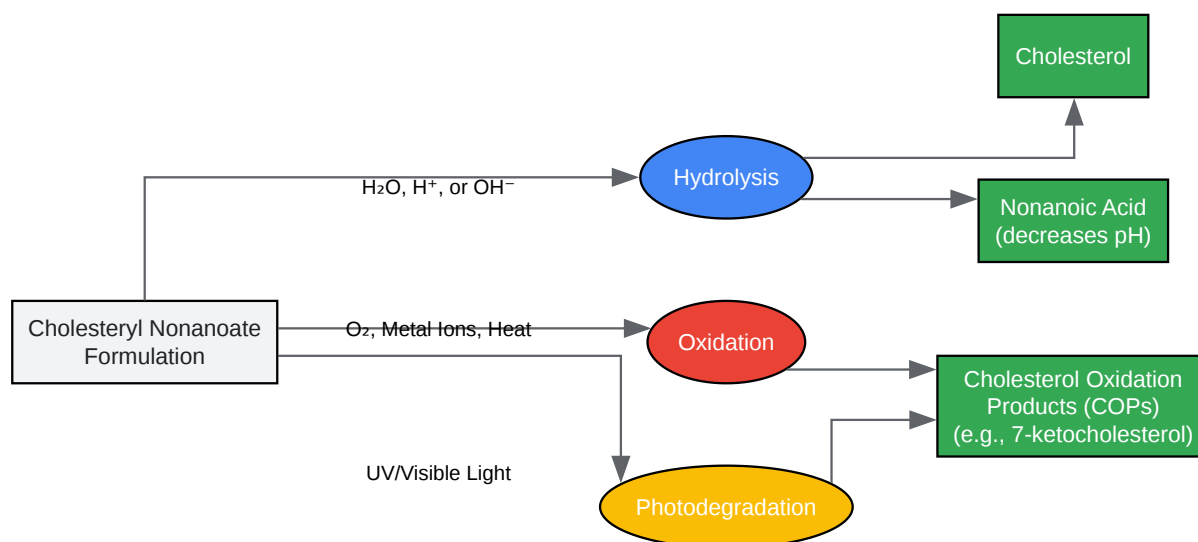 Cholesterol
Hydrolysis
H₂O, H⁺, or OH⁻
Nonanoic Acid
(decreases pH)
Cholesteryl Nonanoate
Formulation
O₂, Metal Ions, Heat
Oxidation
Cholesterol Oxidation
Products (COPs)
(e.g., 7-ketocholesterol)
UV/Visible Light
Photodegradation